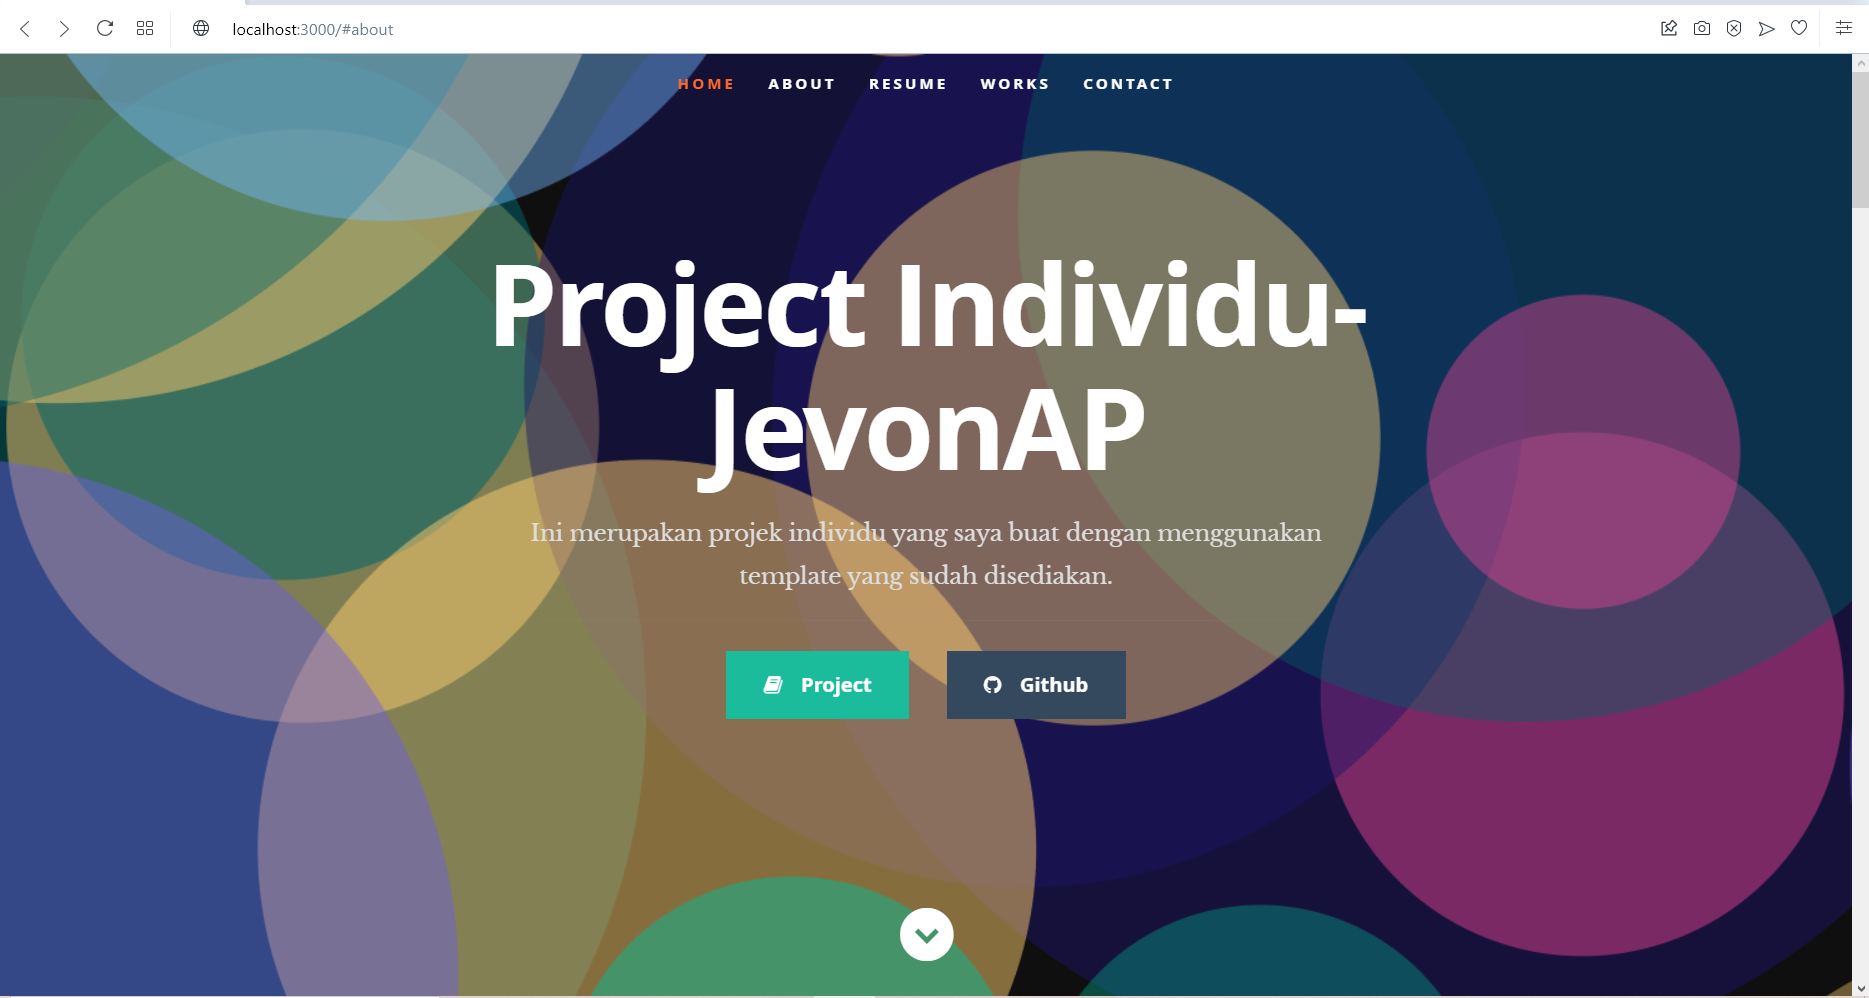 localhost:3000/#about
HOME ABOUT RESUME WORKS CONTACT
Project Individu-
JevonAP
Ini merupakan projek individu yang saya buat dengan menggunakan
template yang sudah disediakan.
Project Github